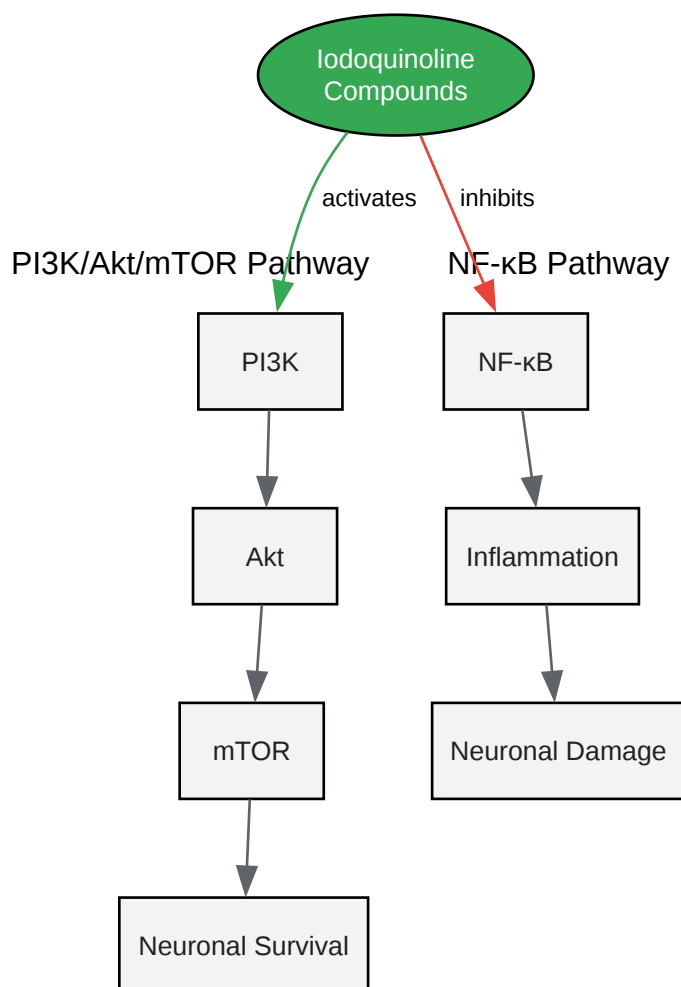 Iodoquinoline
Compounds
activates
inhibits
PI3K/Akt/mTOR Pathway
NF-κB Pathway
PI3K
NF-κB
Akt
Inflammation
mTOR
Neuronal Damage
Neuronal Survival